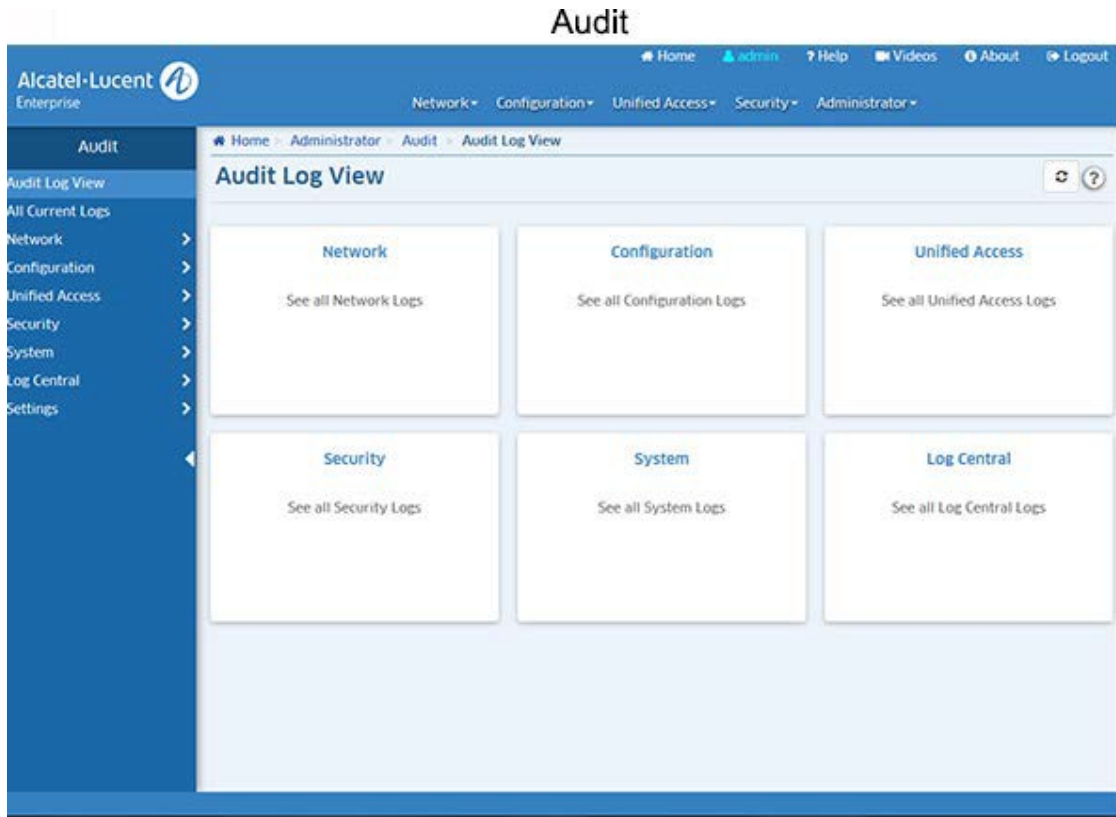 Audit
Home admin ? Help Videos About Logout
Alcatel-Lucent
Enterprise
Network Configuration Unified Access Security Administrator
Audit
Audit Log View
All Current Logs
Network
Configuration
Unified Access
Security
System
Log Central
Settings
Home > Administrator > Audit > Audit Log View
Audit Log View
?
Network
See all Network Logs
Configuration
See all Configuration Logs
Unified Access
See all Unified Access Logs
Security
See all Security Logs
System
See all System Logs
Log Central
See all Log Central Logs